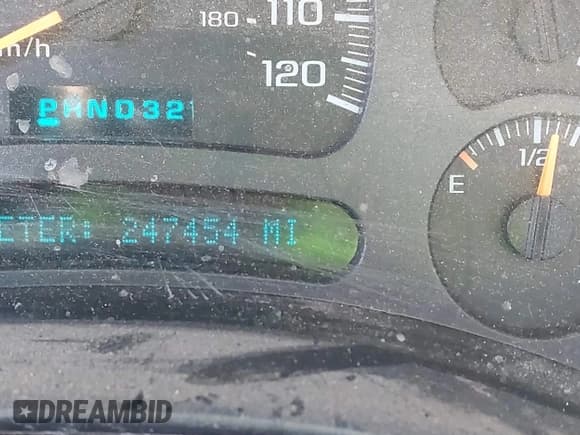 110
180
m/h
120
PRND32
1/2
E
ETER: 247454 MI
DREAMBID